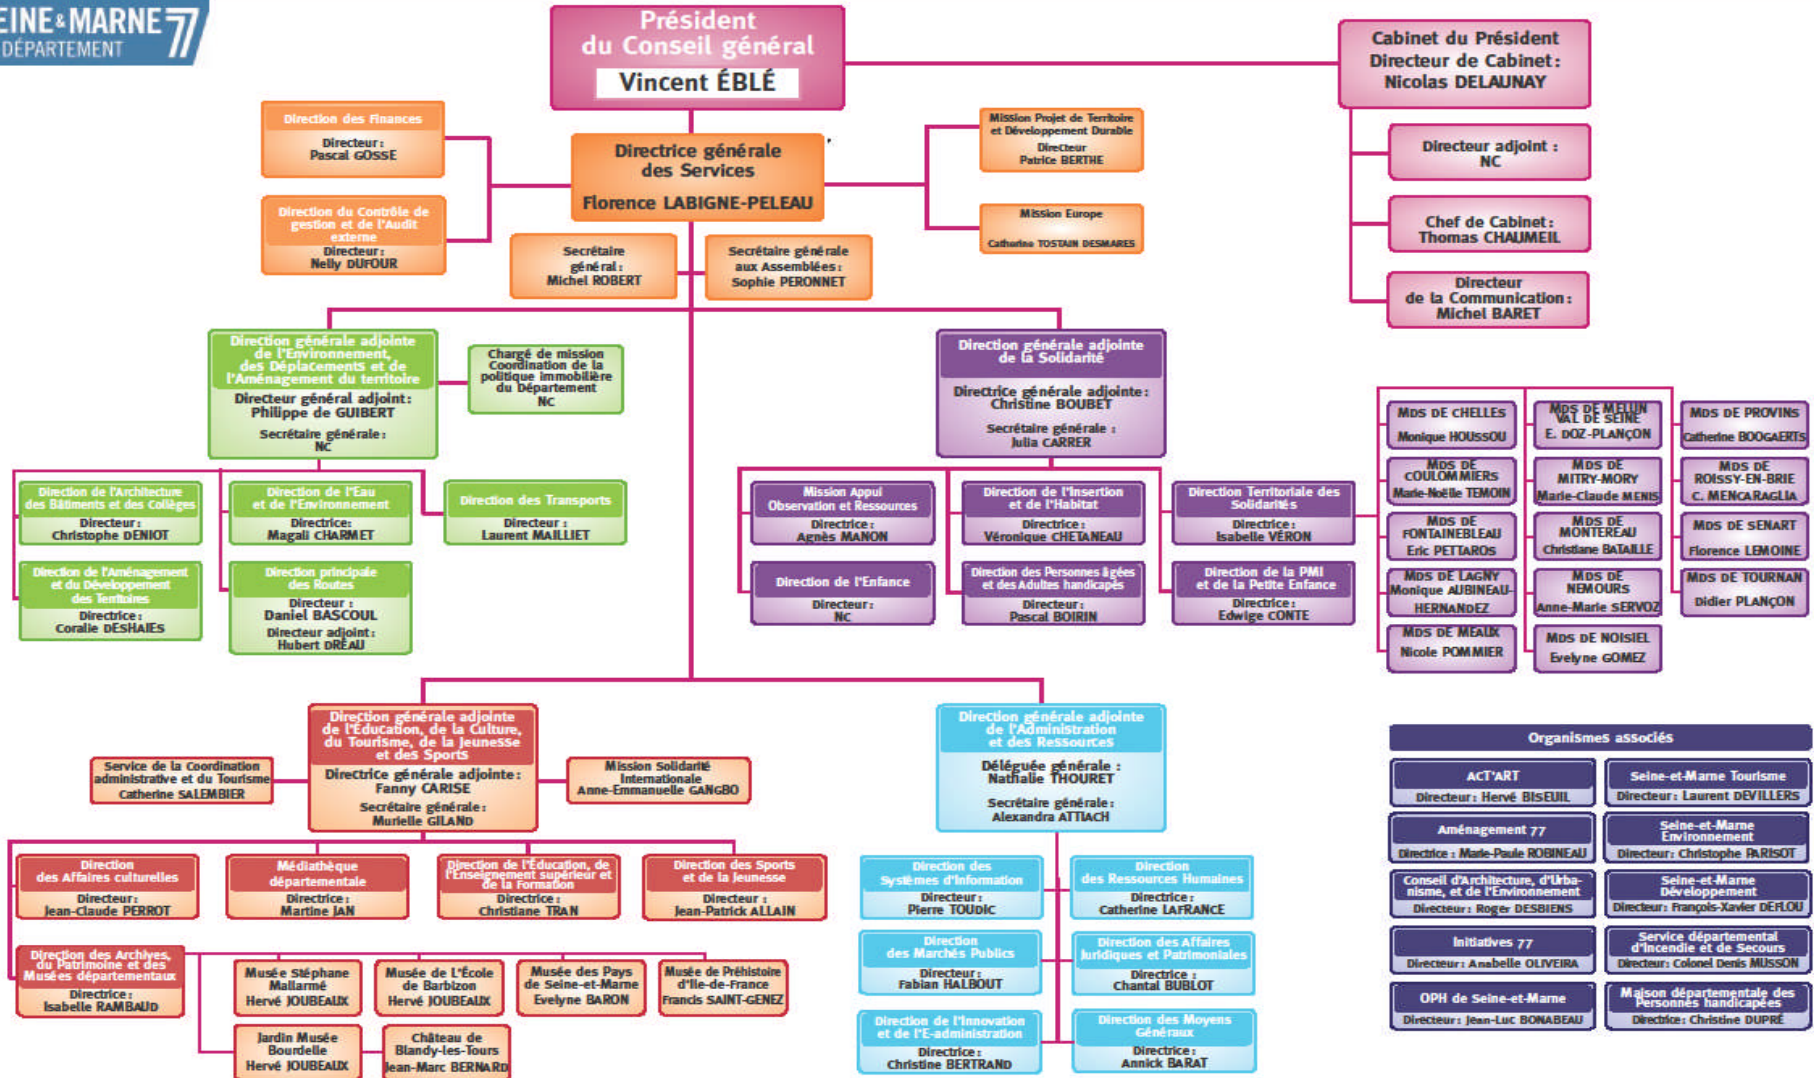 EINE & MARNE 77
DÉPARTEMENT
Président
du Conseil général
Vincent ÉBLÉ
Cabinet du Président
Directeur de Cabinet :
Nicolas DELAUNAY
Directeur adjoint :
NC
Chef de Cabinet :
Thomas CHAUMEIL
Directeur
de la Communication :
Michel BARET
Direction des Finances
Directeur :
Pascal GOSSE
Direction du Contrôle de
gestion et de l'Audit
externe
Directeur :
Nelly DUFOUR
Directrice générale
des Services
Florence LABIGNE-PELEAU
Mission Projet de Territoire
et Développement Durable
Directeur
Patrice BERTHE
Mission Europe
Catherine TOSTAIN DESMARES
Secrétaire
général :
Michel ROBERT
Secrétaire générale
aux Assemblées :
Sophie PERONNET
Direction générale adjointe
de l'Environnement,
des Déplacements et de
l'Aménagement du territoire
Directeur général adjoint :
Philippe de GUIBERT
Secrétaire générale :
NC
Chargé de mission
Coordination de la
politique immobilière
du Département
NC
Direction de l'Architecture
des Bâtiments et des Collèges
Directeur :
Christophe DENIOT
Direction de l'Eau
et de l'Environnement
Directrice:
Magali CHARMET
Direction des Transports
Directeur :
Laurent MAILLIET
Direction de l'Aménagement
et du Développement
des Territoires
Directrice :
Coralie DESHAIES
Direction principale
des Routes
Directeur :
Daniel BASCOUL
Directeur adjoint :
Hubert DRÉAU
Direction générale adjointe
de la Solidarité
Directrice générale adjointe :
Christine BOUBET
Secrétaire générale :
Julia CARRER
Mission Appui
Observation et Ressources
Directrice :
Agnès MANON
Direction de l'Insertion
et de l'Habitat
Directrice :
Véronique CHETANEAU
Direction Territoriale des
Solidarités
Directrice :
Isabelle VÉRON
Direction de l'Enfance
Directeur :
NC
Direction des Personnes âgées
et des Adultes handicapés
Directeur :
Pascal BOIRIN
Direction de la PMI
et de la Petite Enfance
Directrice :
Edwige CONTE
MDS DE CHELLES
Monique HOUSSOU
MDS DE MELUN
VAL DE SEINE
E. DOZ-PLANÇON
MDS DE PROVINS
Catherine BOOGAERTS
MDS DE
COULOMMIERS
Marie-Noëlle TEMOIN
MDS DE
MITRY-MORY
Marie-Claude MENIS
MDS DE
ROISSY-EN-BRIE
C. MENCARAGLIA
MDS DE
FONTAINEBLEAU
Eric PETTAROS
MDS DE
MONTEREAU
Christiane BATAILLE
MDS DE SENART
Florence LEMOINE
MDS DE LAGNY
Monique AUBINEAU-
HERNANDEZ
MDS DE
NEMOURS
Anne-Marie SERVOZ
MDS DE TOURNAN
Didier PLANÇON
MDS DE MEAUX
Nicole POMMIER
MDS DE NOISIEL
Evelyne GOMEZ
Direction générale adjointe
de l'Éducation, de la Culture,
du Tourisme, de la Jeunesse
et des Sports
Directrice générale adjointe :
Fanny CARISE
Secrétaire générale :
Murielle GILAND
Service de la Coordination
administrative et du Tourisme
Catherine SALEMBIER
Mission Solidarité
Internationale
Anne-Emmanuelle GANGBO
Direction
des Affaires culturelles
Directeur:
Jean-Claude PERROT
Médiathèque
départementale
Directrice :
Martine JAN
Direction de l'Éducation, de
l'Enseignement supérieur et
de la Formation
Directrice :
Christiane TRAN
Direction des Sports
et de la Jeunesse
Directeur :
Jean-Patrick ALLAIN
Direction des Archives,
du Patrimoine et des
Musées départementaux
Directrice :
Isabelle RAMBAUD
Musée Stéphane
Mallarmé
Hervé JOUBEAUX
Musée de L'École
de Barbizon
Hervé JOUBEAUX
Musée des Pays
de Seine-et-Marne
Evelyne BARON
Musée de Préhistoire
d'Ile-de-France
Francis SAINT-GENEZ
Jardin Musée
Bourdelle
Hervé JOUBEAUX
Château de
Blandy-les-Tours
Jean-Marc BERNARD
Direction générale adjointe
de l'Administration
et des Ressources
Déléguée générale :
Nathalie THOURET
Secrétaire générale :
Alexandra ATTIACH
Direction des
Systèmes d'Information
Directeur :
Pierre TOUDIC
Direction
des Ressources Humaines
Directrice :
Catherine LAFRANCE
Direction
des Marchés Publics
Directeur :
Fabian HALBOUT
Direction des Affaires
Juridiques et Patrimoniales
Directrice :
Chantal BUBLOT
Direction de l'Innovation
et de l'E-administration
Directrice :
Christine BERTRAND
Direction des Moyens
Généraux
Directrice :
Annick BARAT
Organismes associés
ACT'ART
Directeur : Hervé BISEUIL
Seine-et-Marne Tourisme
Directeur : Laurent DEVILLERS
Aménagement 77
Directrice : Marie-Paule ROBINEAU
Seine-et-Marne
Environnement
Directeur : Christophe PARISOT
Conseil d'Architecture, d'Urba-
nisme, et de l'Environnement
Directeur : Roger DESBIENS
Seine-et-Marne
Développement
Directeur : François-Xavier DEFLOU
Initiatives 77
Directeur : Anabelle OLIVEIRA
Service départemental
d'Incendie et de Secours
Directeur : Colonel Denis MUSSON
OPH de Seine-et-Marne
Directeur : Jean-Luc BONABEAU
Maison départementale des
Personnes handicapées
Directrice : Christine DUPRÉ